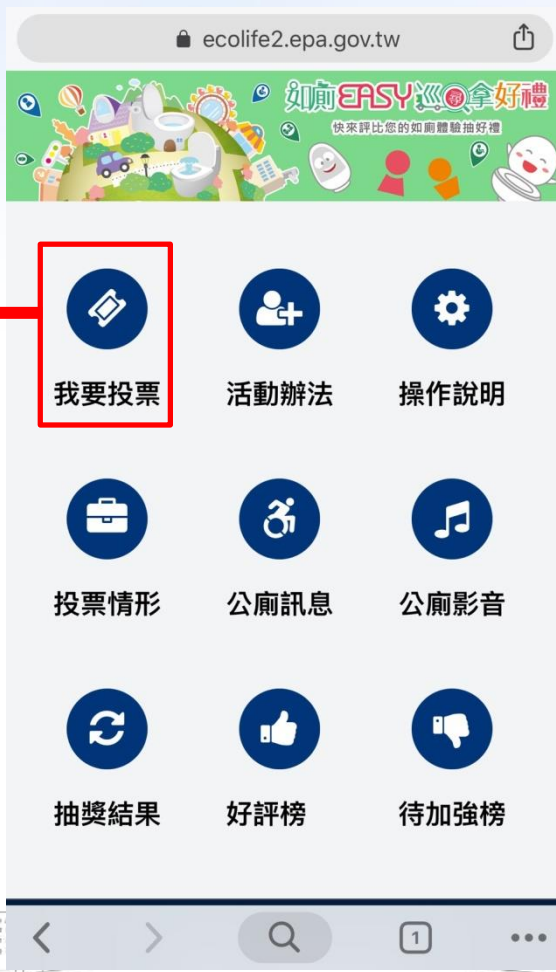 ecolife2.epa.gov.tw
如廁EASY巡尋拿好禮
快來評比您的如廁體驗抽好禮
我要投票 活動辦法 操作說明
投票情形 公廁訊息 公廁影音
抽獎結果 好評榜 待加強榜
1